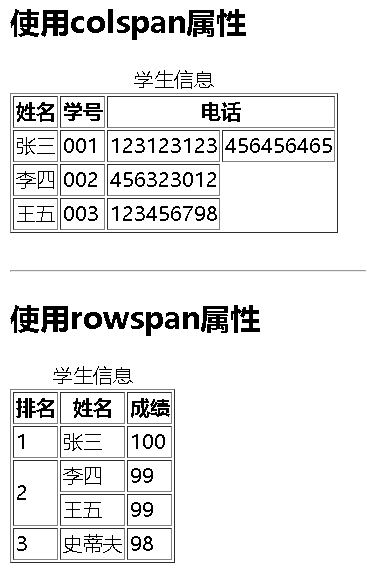 使用colspan属性
学生信息
姓名 学号 电话
张三 001 123123123 456456465
李四 002 456323012
王五 003 123456798
使用rowspan属性
学生信息
排名 姓名 成绩
1 张三 100
2 李四 99
王五 99
3 史蒂夫 98